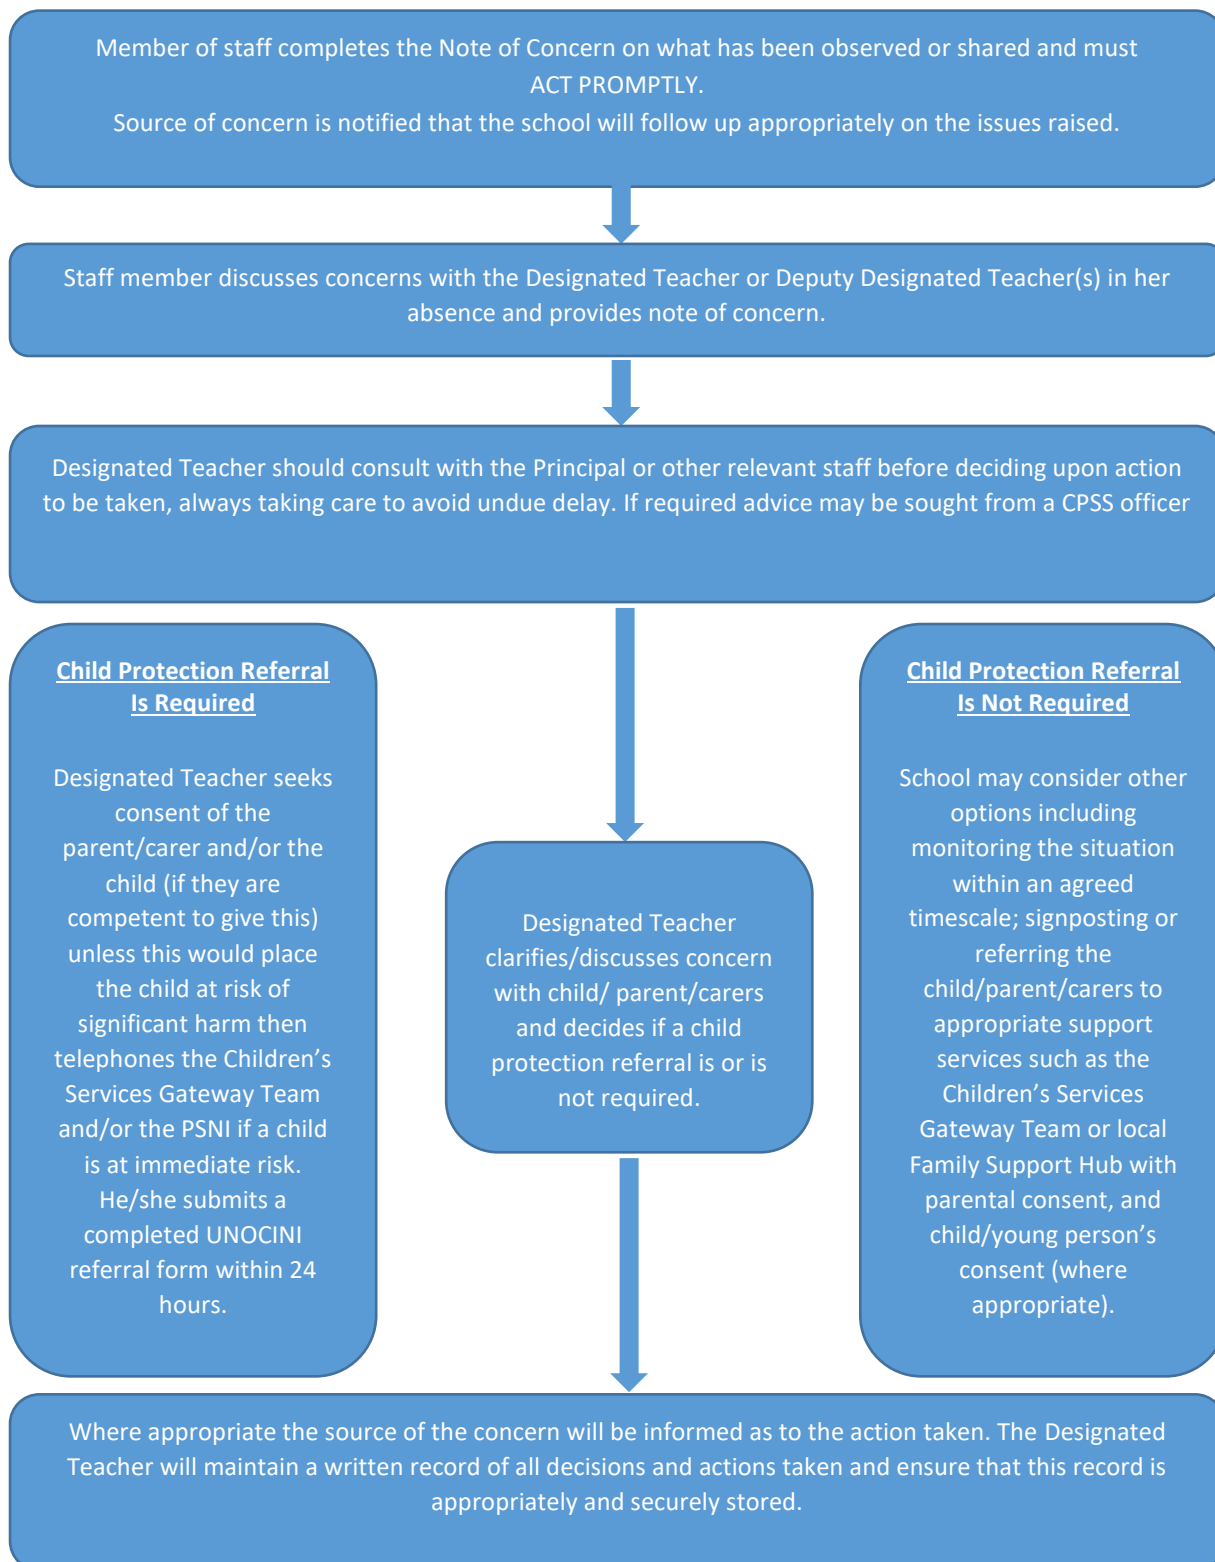 Member of staff completes the Note of Concern on what has been observed or shared and must
ACT PROMPTLY.
Source of concern is notified that the school will follow up appropriately on the issues raised.
Staff member discusses concerns with the Designated Teacher or Deputy Designated Teacher(s) in her
absence and provides note of concern.
Designated Teacher should consult with the Principal or other relevant staff before deciding upon action
to be taken, always taking care to avoid undue delay. If required advice may be sought from a CPSS officer
Child Protection Referral
Is Required
Designated Teacher seeks
consent of the
parent/carer and/or the
child (if they are
competent to give this)
unless this would place
the child at risk of
significant harm then
telephones the Children’s
Services Gateway Team
and/or the PSNI if a child
is at immediate risk.
He/she submits a
completed UNOCINI
referral form within 24
hours.
Designated Teacher
clarifies/discusses concern
with child/ parent/carers
and decides if a child
protection referral is or is
not required.
Child Protection Referral
Is Not Required
School may consider other
options including
monitoring the situation
within an agreed
timescale; signposting or
referring the
child/parent/carers to
appropriate support
services such as the
Children’s Services
Gateway Team or local
Family Support Hub with
parental consent, and
child/young person’s
consent (where
appropriate).
Where appropriate the source of the concern will be informed as to the action taken. The Designated
Teacher will maintain a written record of all decisions and actions taken and ensure that this record is
appropriately and securely stored.